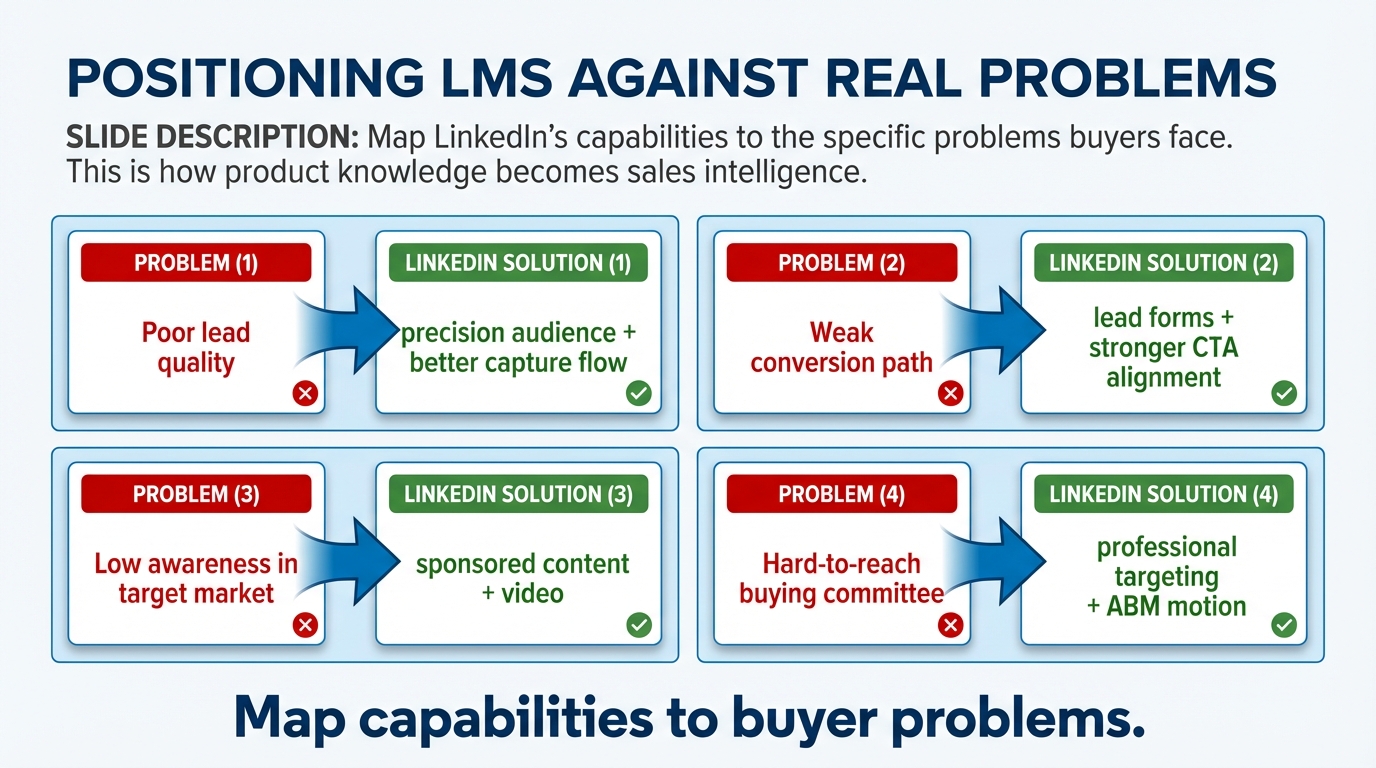 POSITIONING LMS AGAINST REAL PROBLEMS
SLIDE DESCRIPTION: Map LinkedIn’s capabilities to the specific problems buyers face.
This is how product knowledge becomes sales intelligence.
PROBLEM (1)
Poor lead
quality
LINKEDIN SOLUTION (1)
precision audience +
better capture flow
PROBLEM (2)
Weak
conversion path
LINKEDIN SOLUTION (2)
lead forms +
stronger CTA
alignment
PROBLEM (3)
Low awareness in
target market
LINKEDIN SOLUTION (3)
sponsored content
+ video
PROBLEM (4)
Hard-to-reach
buying committee
LINKEDIN SOLUTION (4)
professional
targeting
+ ABM motion
Map capabilities to buyer problems.